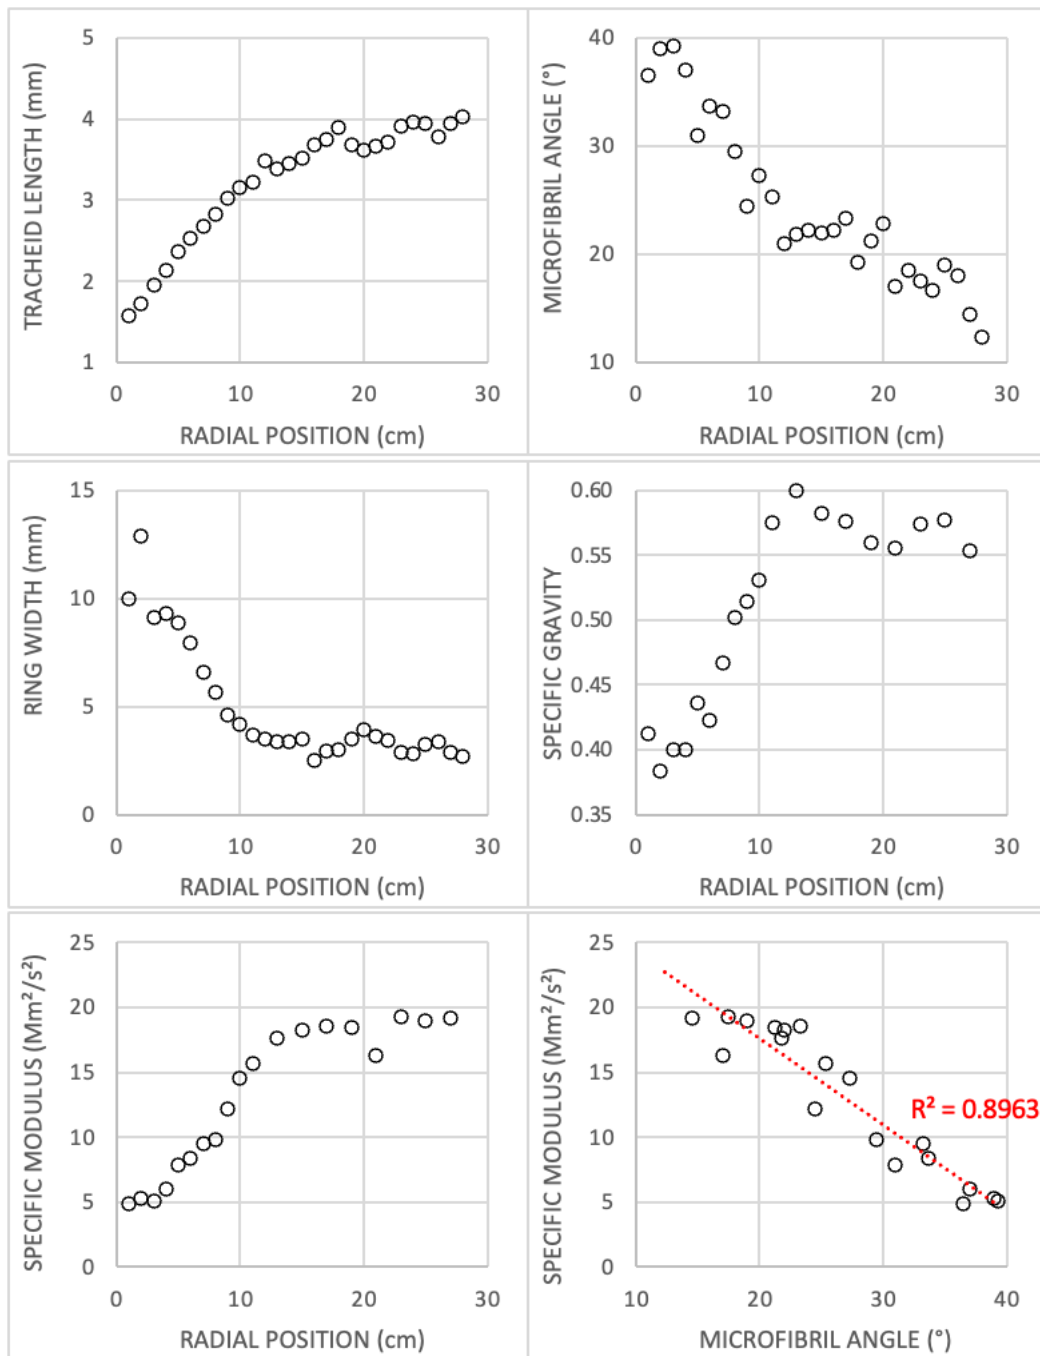 TRACHEID LENGTH (mm)
5
4
3
2
1
0 10 20 30
RADIAL POSITION (cm)
MICROFIBRIL ANGLE (°)
40
30
20
10
0 10 20 30
RADIAL POSITION (cm)
RING WIDTH (mm)
15
10
5
0
0 10 20 30
RADIAL POSITION (cm)
SPECIFIC GRAVITY
0.60
0.55
0.50
0.45
0.40
0.35
0 10 20 30
RADIAL POSITION (cm)
SPECIFIC MODULUS (Mm²/s²)
25
20
15
10
5
0
0 10 20 30
RADIAL POSITION (cm)
SPECIFIC MODULUS (Mm²/s²)
25
20
15
10
5
0
R² = 0.8963
10 20 30 40
MICROFIBRIL ANGLE (°)